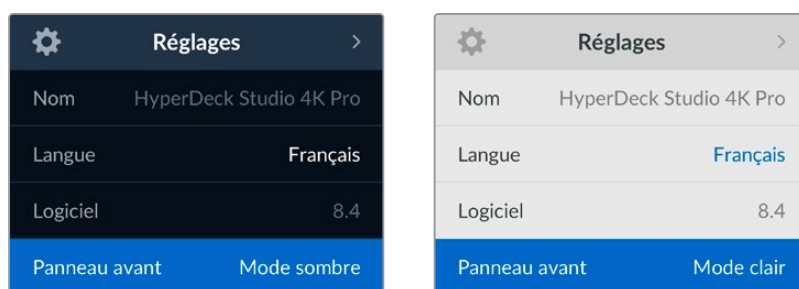 Réglages
Nom HyperDeck Studio 4K Pro
Langue Français
Logiciel 8.4
Panneau avant Mode sombre
Réglages
Nom HyperDeck Studio 4K Pro
Langue Français
Logiciel 8.4
Panneau avant Mode clair